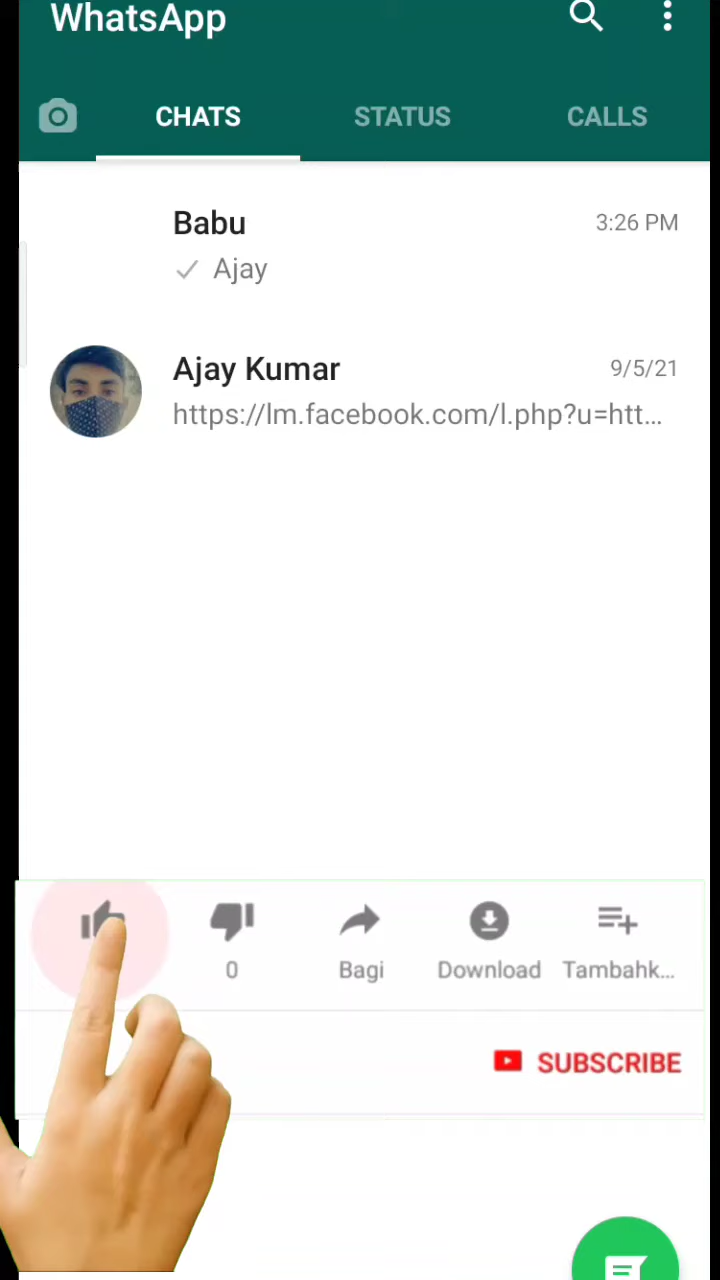 WhatsApp
CHATS STATUS CALLS
Babu 3:26 PM
Ajay
Ajay Kumar 9/5/21
https://lm.facebook.com/l.php?u=htt...
0 Bagi Download Tambahk...
SUBSCRIBE